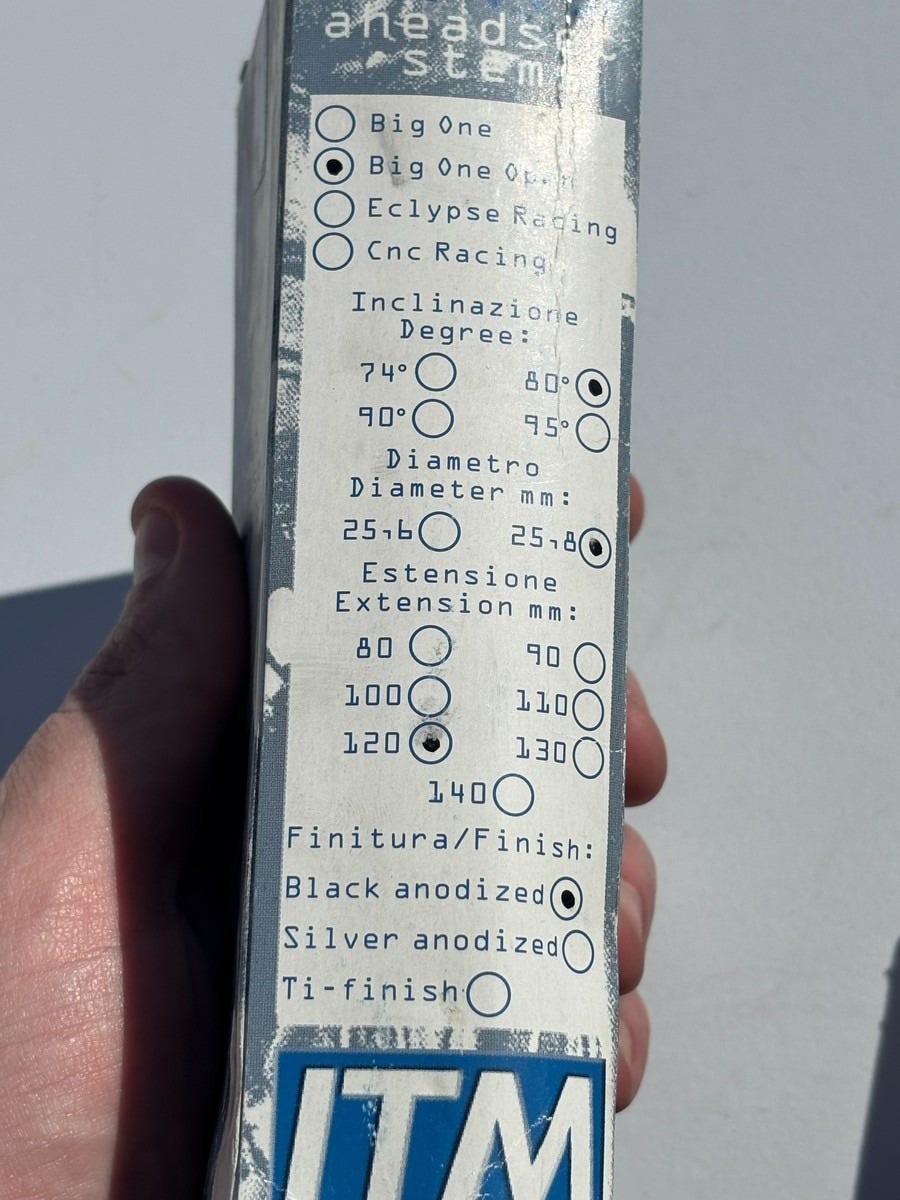 aheadset
stem
Big One
Big One Open
Eclypse Racing
Cnc Racing
Inclinazione
Degree:
74° 80°
90° 95°
Diametro
Diameter mm:
25,6 25,8
Estensione
Extension mm:
80 90
100 110
120 130
140
Finitura/Finish:
Black anodized
Silver anodized
Ti-finish
ITM